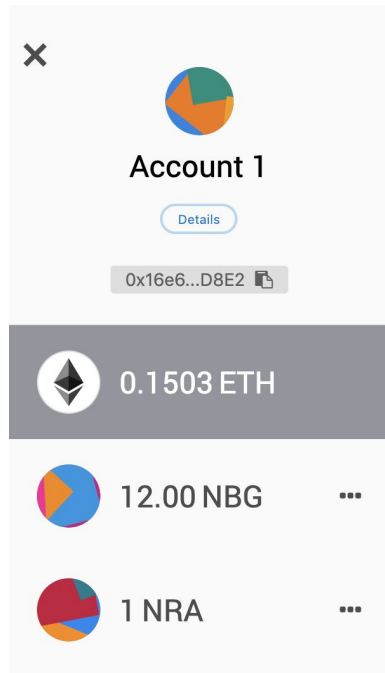 Account 1
Details
0x16e6...D8E2
0.1503 ETH
12.00 NBG
1 NRA